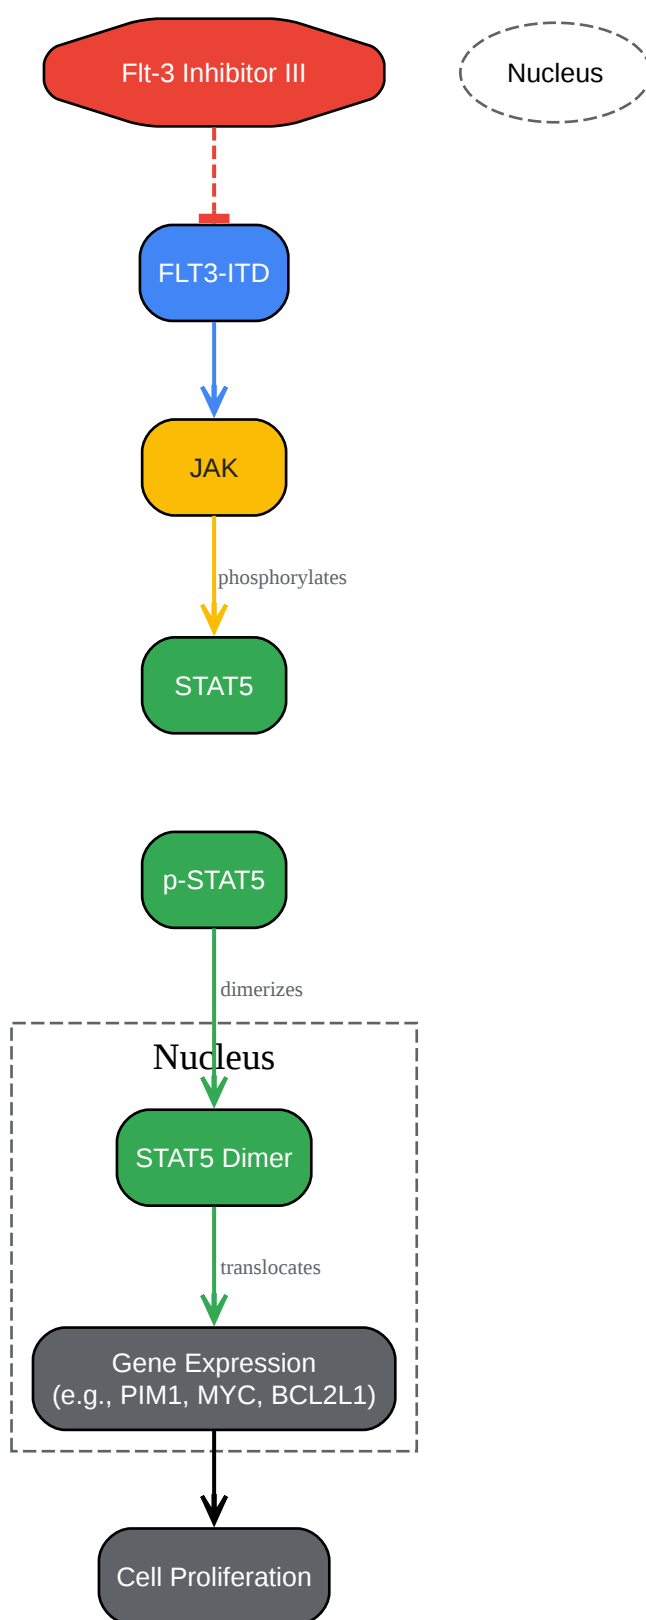 Flt-3 Inhibitor III
Nucleus
FLT3-ITD
JAK
phosphorylates
STAT5
p-STAT5
dimerizes
Nucleus
STAT5 Dimer
translocates
Gene Expression
(e.g., PIM1, MYC, BCL2L1)
Cell Proliferation